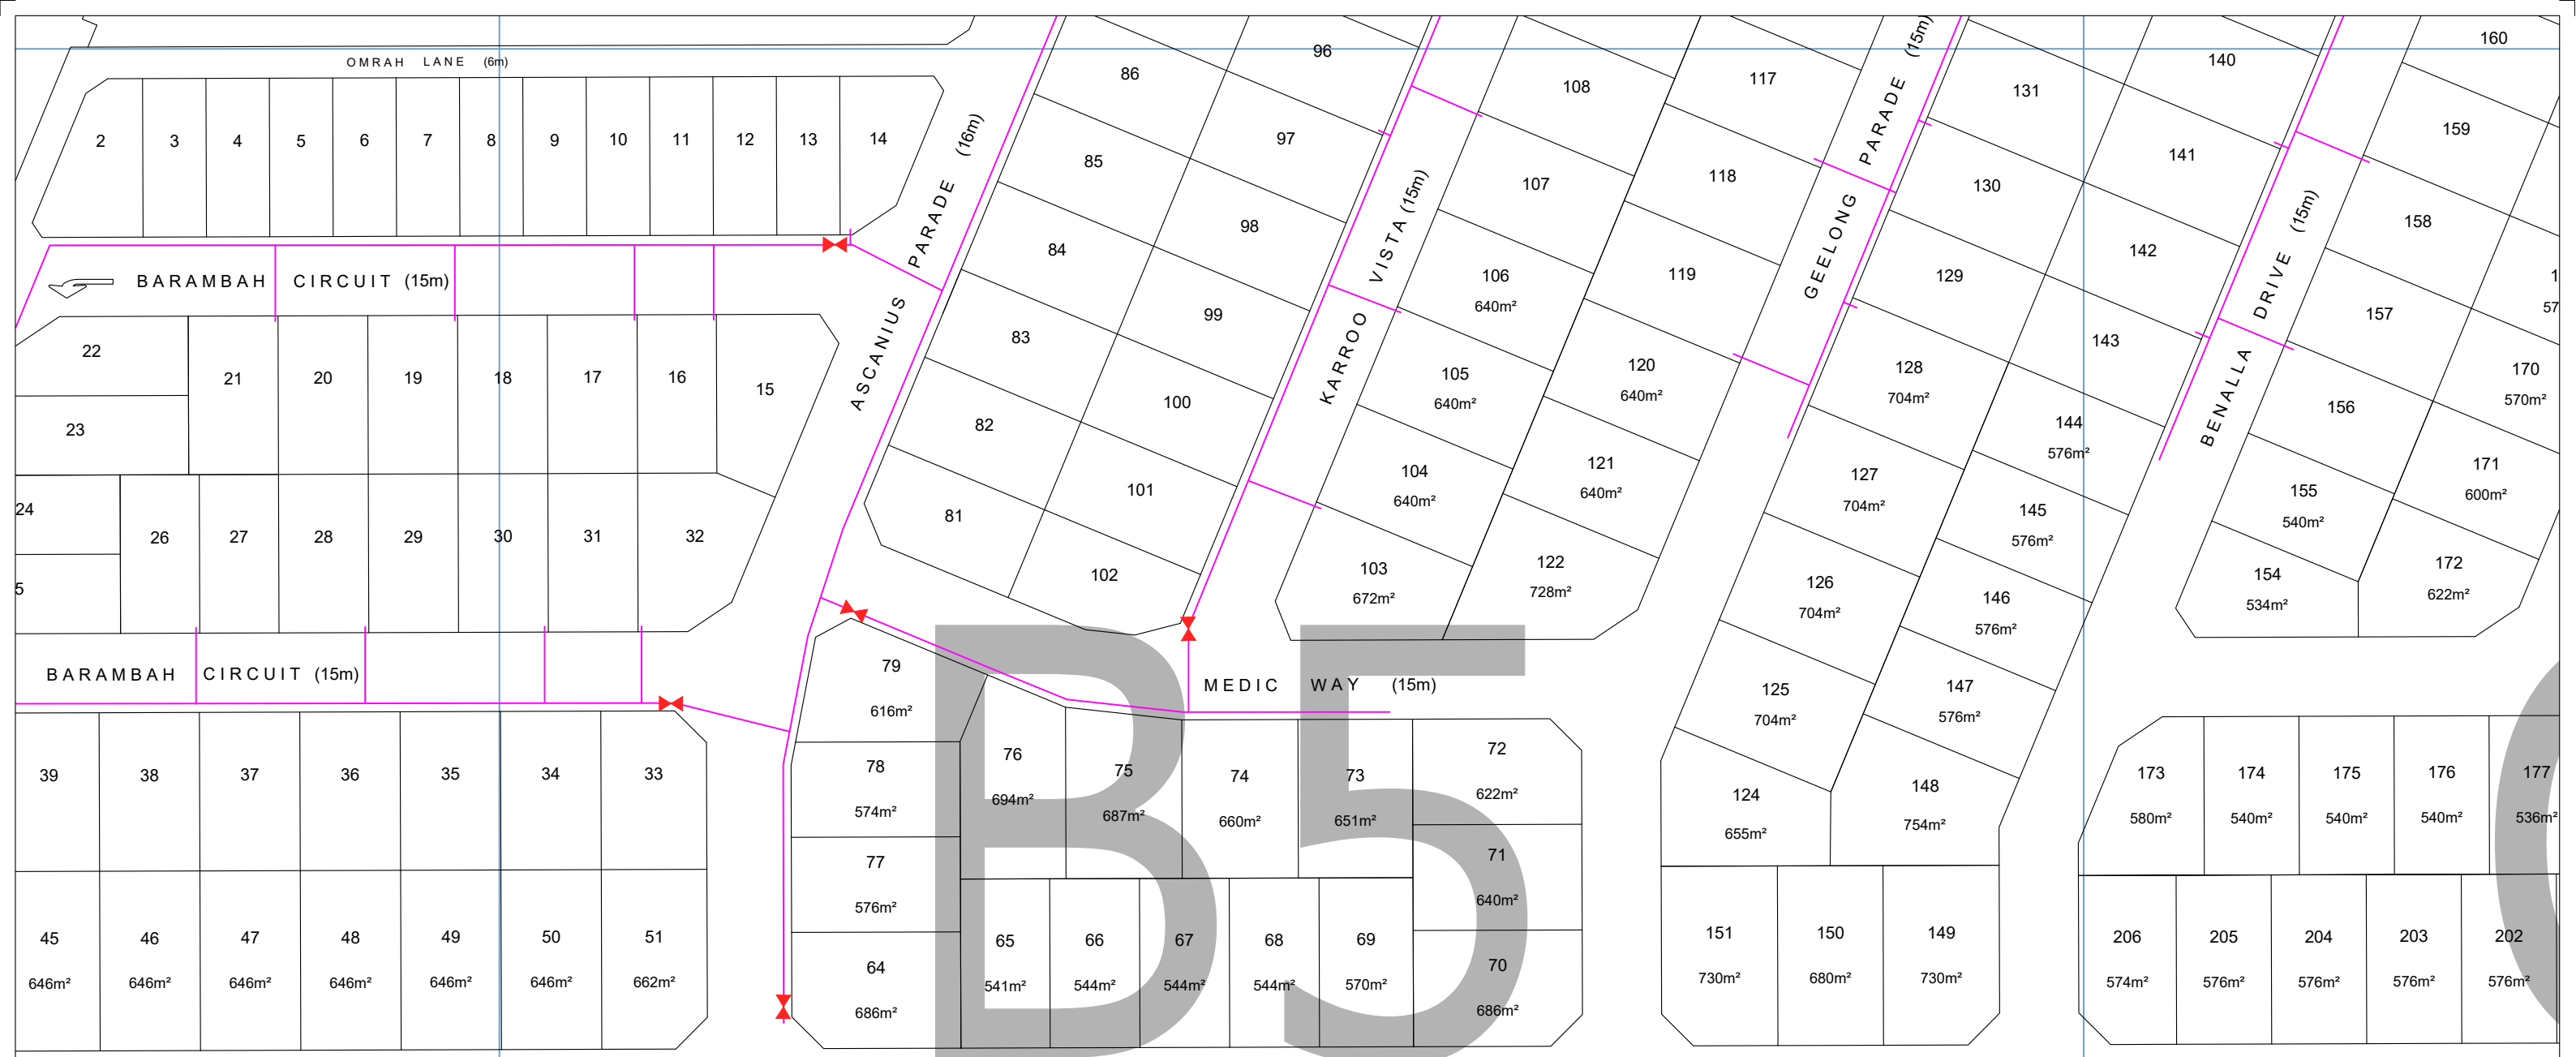 OMRAH LANE (6m)
2 3 4 5 6 7 8 9 10 11 12 13 14
BARAMBAH CIRCUIT (15m)
22
23
21 20 19 18 17 16 15
24
5
26 27 28 29 30 31 32
BARAMBAH CIRCUIT (15m)
39 38 37 36 35 34 33
45 46 47 48 49 50 51
646m² 646m² 646m² 646m² 646m² 646m² 662m²
ASCANIUS PARADE (16m)
86
85
84
83
82
81
96
97
98
99
100
101
102
KARROO VISTA (15m)
108
107
106
640m²
105
640m²
104
640m²
103
672m²
117
118
119
120
640m²
121
640m²
122
728m²
MEDIC WAY (15m)
79
616m²
78
574m²
77
576m²
64
686m²
76
694m²
75
687m²
74
660m²
73
651m²
72
622m²
71
640m²
70
686m²
65 66 67 68 69
541m² 544m² 544m² 544m² 570m²
B5
GEELONG PARADE (15m)
131
130
129
128
704m²
127
704m²
126
704m²
125
704m²
124
655m²
140
141
142
143
144
576m²
145
576m²
146
576m²
147
576m²
148
754m²
151 150 149
730m² 680m² 730m²
BENALLA DRIVE (15m)
160
159
158
157
156
155
540m²
154
534m²
1
57
170
570m²
171
600m²
172
622m²
173 174 175 176 177
580m² 540m² 540m² 540m² 536m²
206 205 204 203 202
574m² 576m² 576m² 576m² 576m²